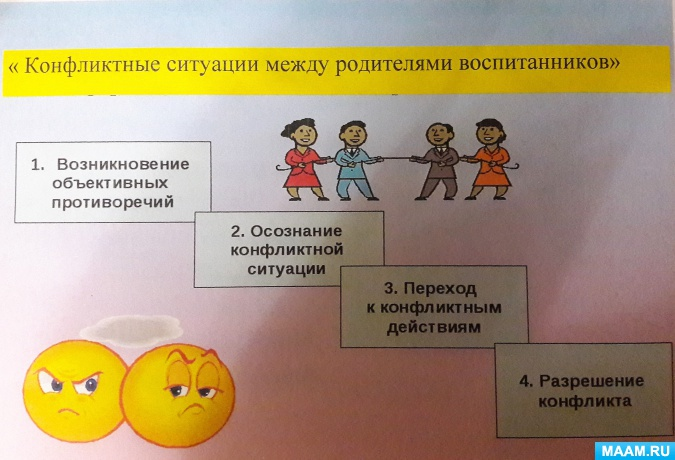 « Конфликтные ситуации между родителями воспитанников»
1. Возникновение
объективных
противоречий
2. Осознание
конфликтной
ситуации
3. Переход
к конфликтным
действиям
4. Разрешение
конфликта
MAAM.RU